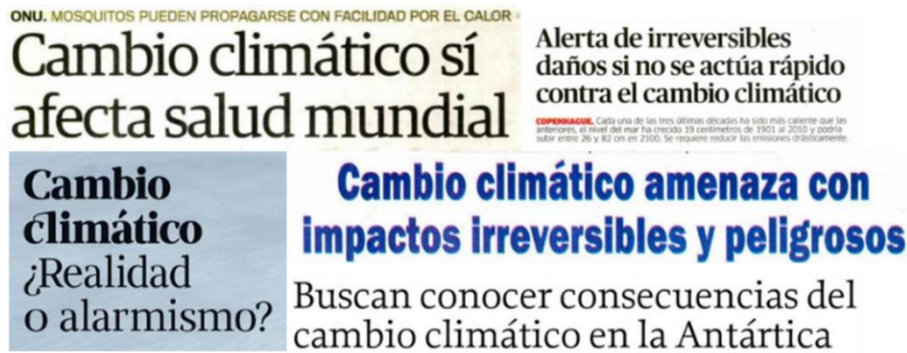 ONU. MOSQUITOS PUEDEN PROPAGARSE CON FACILIDAD POR EL CALOR
Cambio climático sí
afecta salud mundial
Alerta de irreversibles
daños si no se actúa rápido
contra el cambio climático
COPENHAGUE. Cada una de las tres últimas décadas ha sido más caliente que las
anteriores, el nivel del mar ha crecido 19 centímetros de 1901 al 2010 y podría
subir entre 26 y 82 cm en 2100. Se requiere reducir las emisiones drásticamente.
Cambio
climático
¿Realidad
o alarmismo?
Cambio climático amenaza con
impactos irreversibles y peligrosos
Buscan conocer consecuencias del
cambio climático en la Antártica